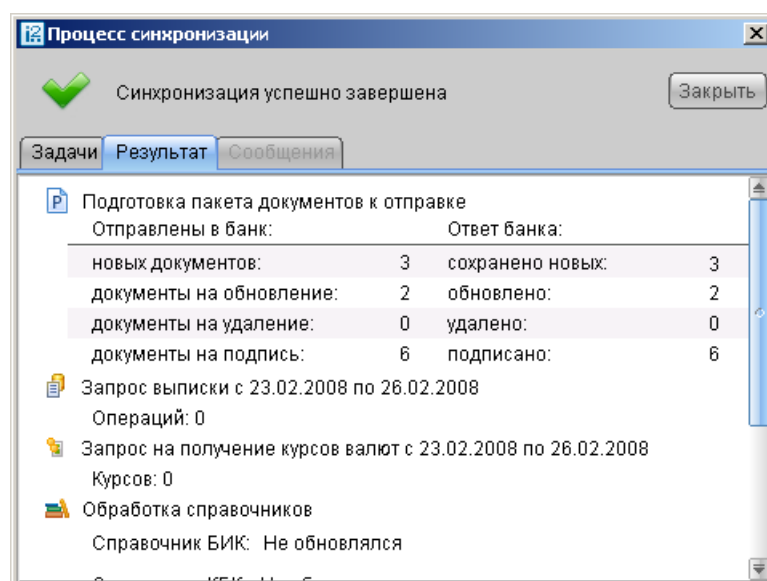 Процесс синхронизации
Синхронизация успешно завершена
Закрыть
Задачи Результат Сообщения
Подготовка пакета документов к отправке
Отправлены в банк: Ответ банка:
новых документов: 3 сохранено новых: 3
документы на обновление: 2 обновлено: 2
документы на удаление: 0 удалено: 0
документы на подпись: 6 подписано: 6
Запрос выписки с 23.02.2008 по 26.02.2008
Операций: 0
Запрос на получение курсов валют с 23.02.2008 по 26.02.2008
Курсов: 0
Обработка справочников
Справочник БИК: Не обновлялся